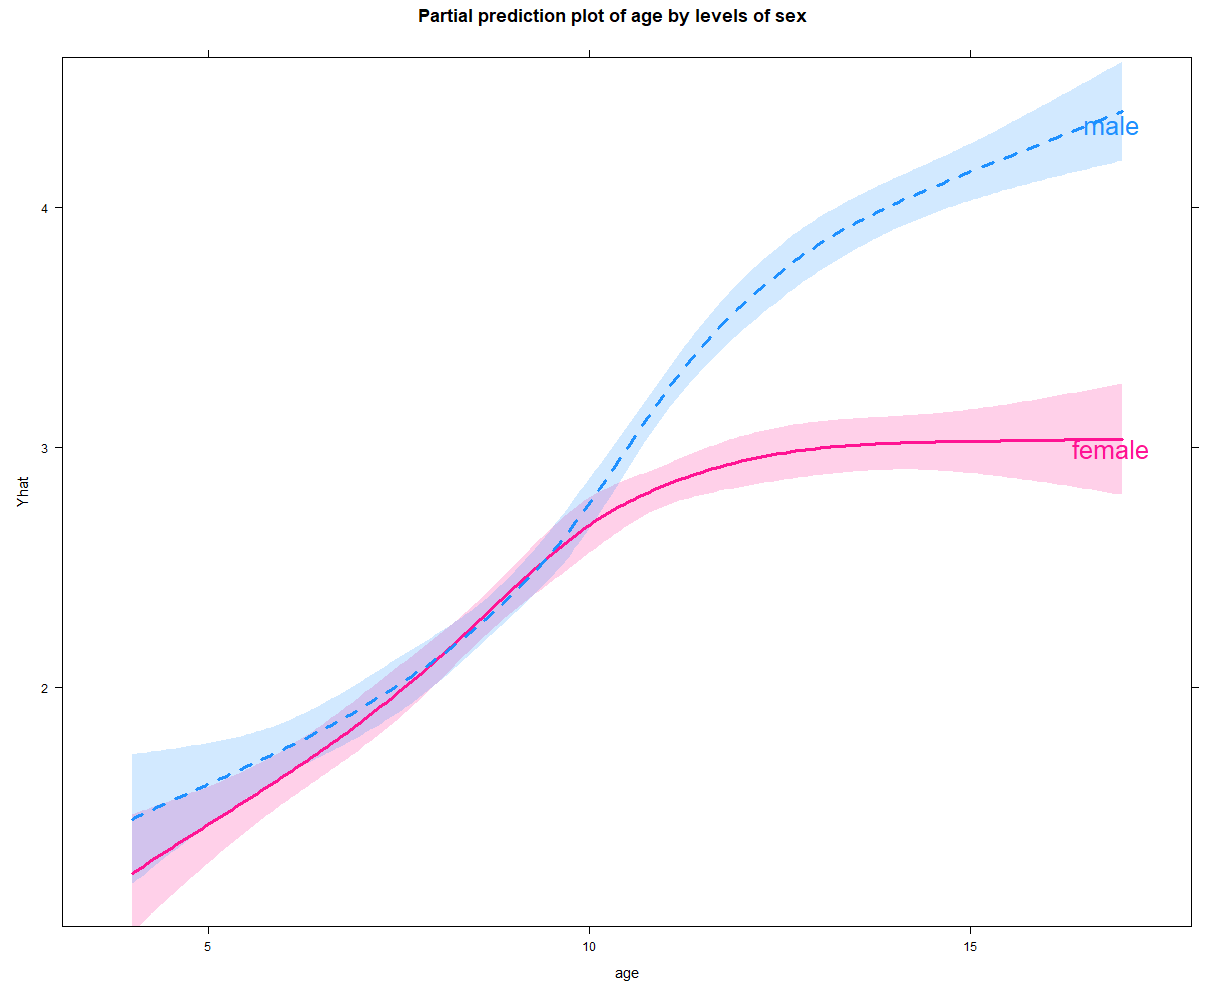 Partial prediction plot of age by levels of sex
male
4
3
female
Yhat
2
5 10 15
age